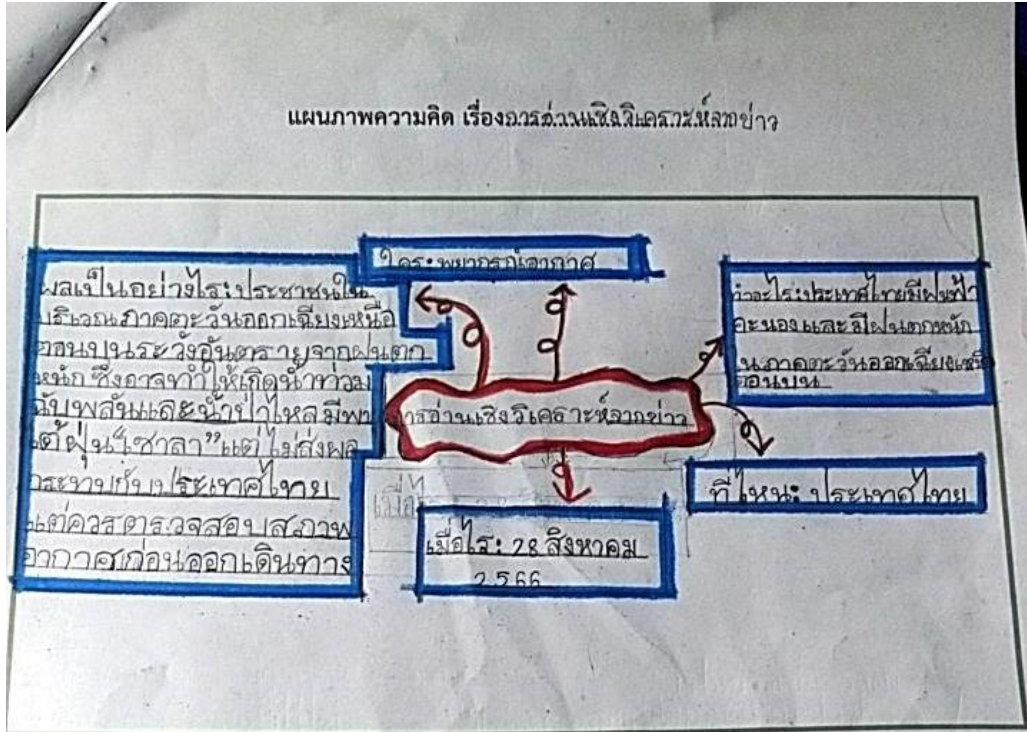 แผนภาพความคิด เรื่องการอ่านเชิงวิเคราะห์จากข่าว
ใคร: พยากรณ์อากาศ
ผลเป็นอย่างไร: ประชาชนใน
บริเวณภาคตะวันออกเฉียงเหนือ
ตอนบนระวังอันตรายจากฝนตก
หนัก ซึ่งอาจทำให้เกิดน้ำท่วม
ฉับพลันและน้ำป่าไหล มีพา
ไต้ฝุ่น "เซาลา" แต่ไม่ส่งผล
กระทบกับประเทศไทย
แต่ควรตรวจสอบสภาพ
อากาศก่อนออกเดินทาง
ทำอะไร: ประเทศไทยมีฝนฟ้า
คะนองและมีฝนตกหนัก
ในภาคตะวันออกเฉียงเหนือ
ตอนบน
การอ่านเชิงวิเคราะห์จากข่าว
ที่ไหน: ประเทศไทย
เมื่อไร: 28 สิงหาคม
2566